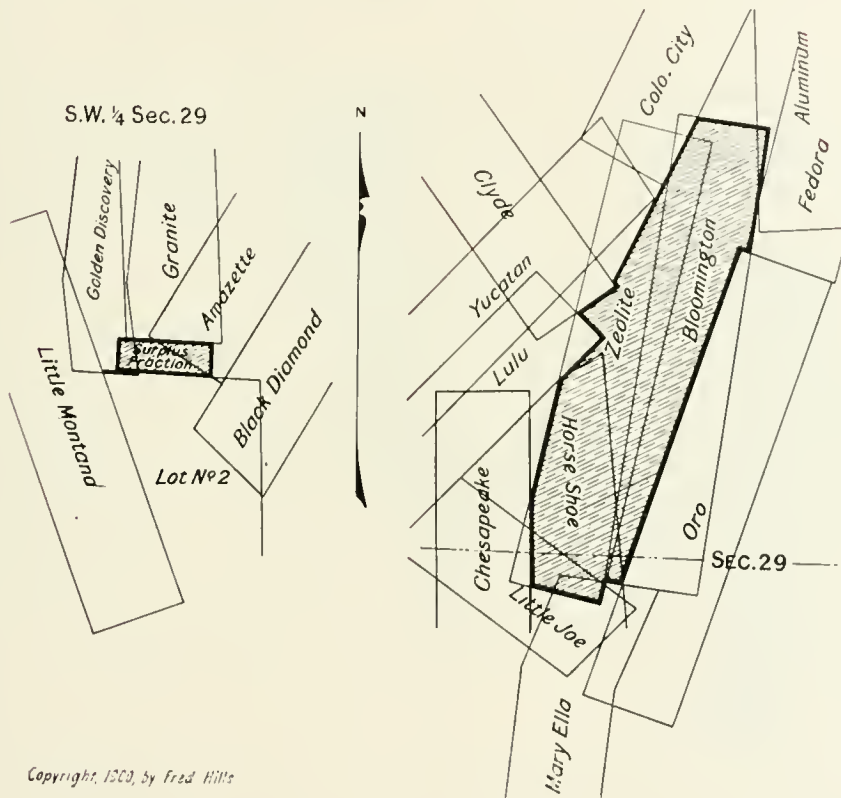 S.W. ¼ Sec. 29
N
Golden Discovery
Granite
Amazette
Surplus
Fraction
Little Montand
Black Diamond
Lot Nº 2
Colo. City
Aluminum
Fedora
Clyde
Yucatan
Lulu
Zeolite
Bloomington
Horse Shoe
Chesapeake
Oro
SEC. 29
Little Joe
Mary Ella
Copyright, 1900, by Fred Hills